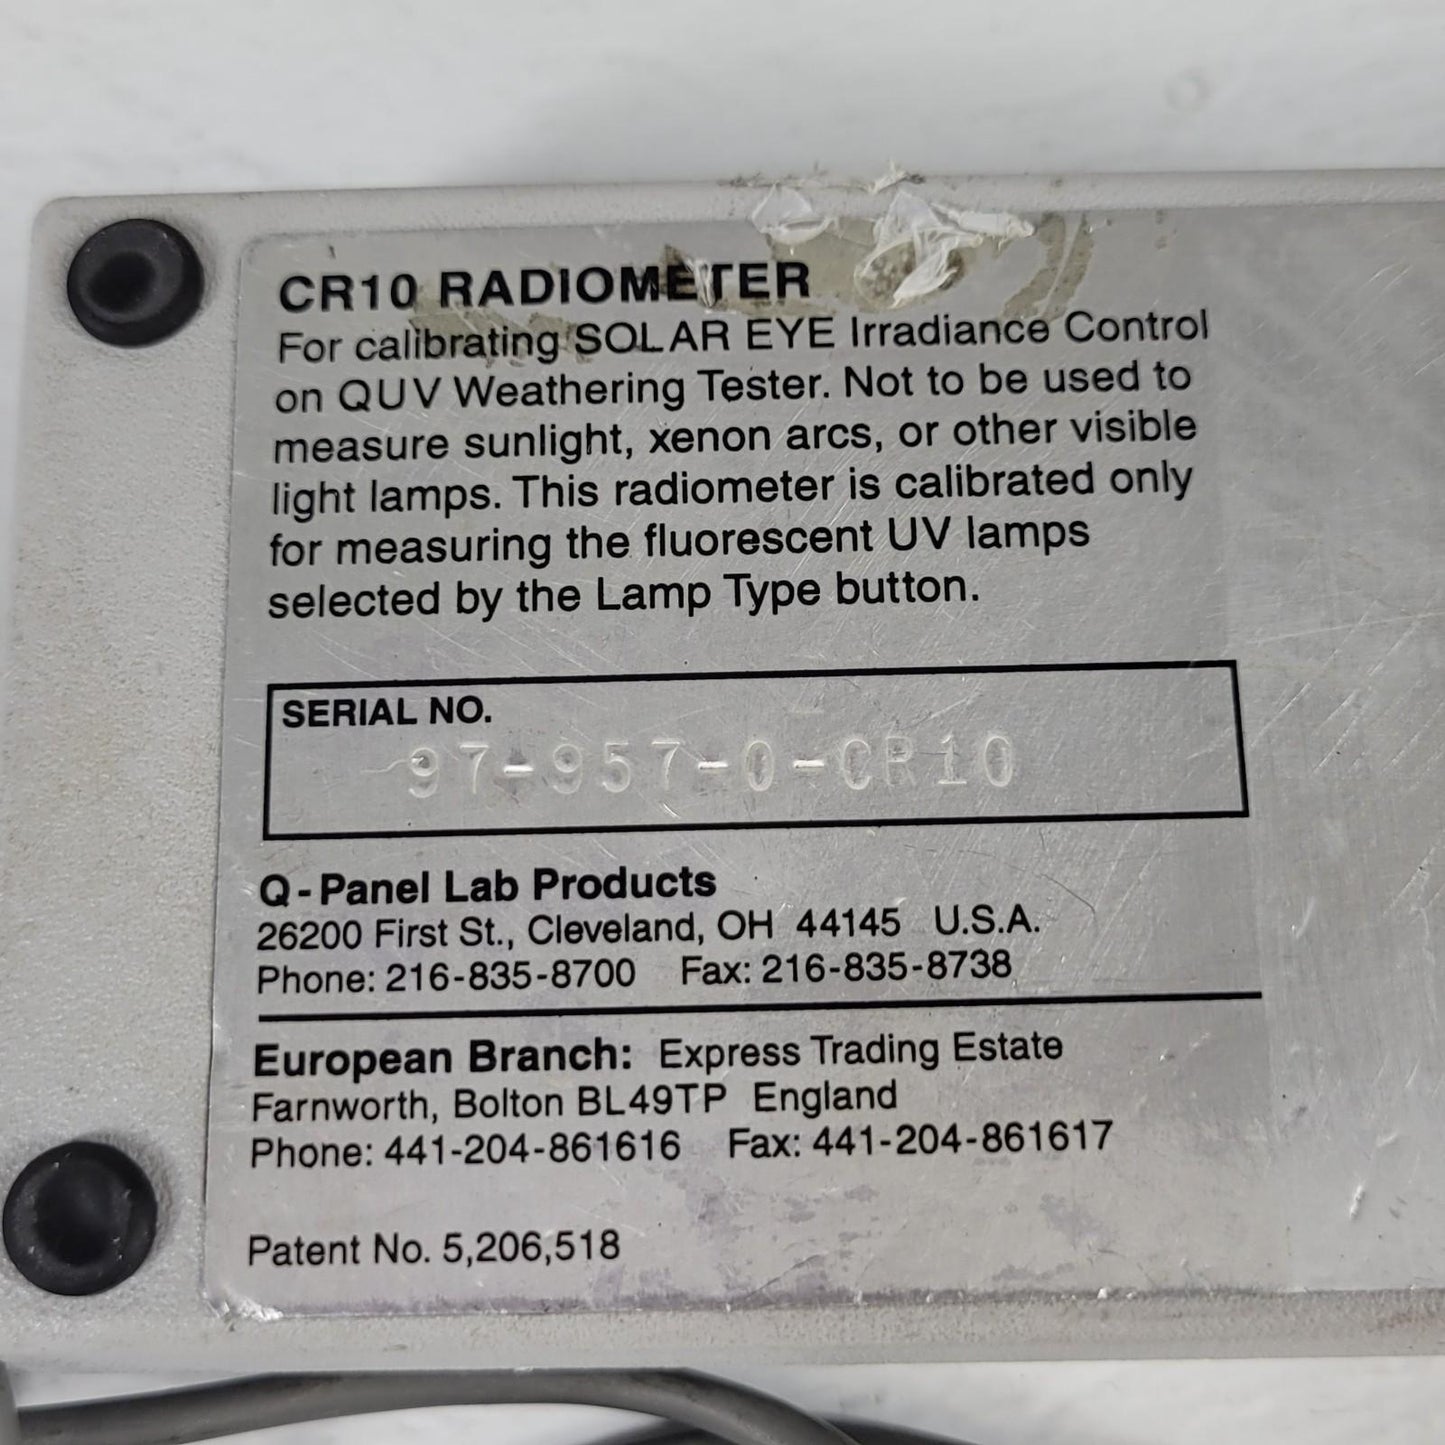 CR10 RADIOMETER
For calibrating SOLAR EYE Irradiance Control
on QUV Weathering Tester. Not to be used to
measure sunlight, xenon arcs, or other visible
light lamps. This radiometer is calibrated only
for measuring the fluorescent UV lamps
selected by the Lamp Type button.
SERIAL NO.
97-957-0-CR10
Q-Panel Lab Products
26200 First St., Cleveland, OH 44145 U.S.A.
Phone: 216-835-8700 Fax: 216-835-8738
European Branch: Express Trading Estate
Farnworth, Bolton BL49TP England
Phone: 441-204-861616 Fax: 441-204-861617
Patent No. 5,206,518